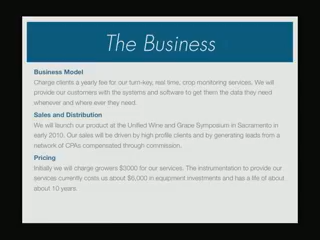 The Business
Business Model
Charge clients a yearly fee for our turn-key, real time, crop monitoring services. We will
provide our customers with the systems and software to get them the data they need
whenever and where ever they need.
Sales and Distribution
We will launch our product at the Unified Wine and Grape Symposium in Sacramento in
early 2010. Our sales will be driven by high profile clients and by generating leads from a
network of CPAs compensated through commission.
Pricing
Initially we will charge growers $3000 for our services. The instrumentation to provide our
services currently costs us about $6,000 in equipment investments and has a life of about
about 10 years.